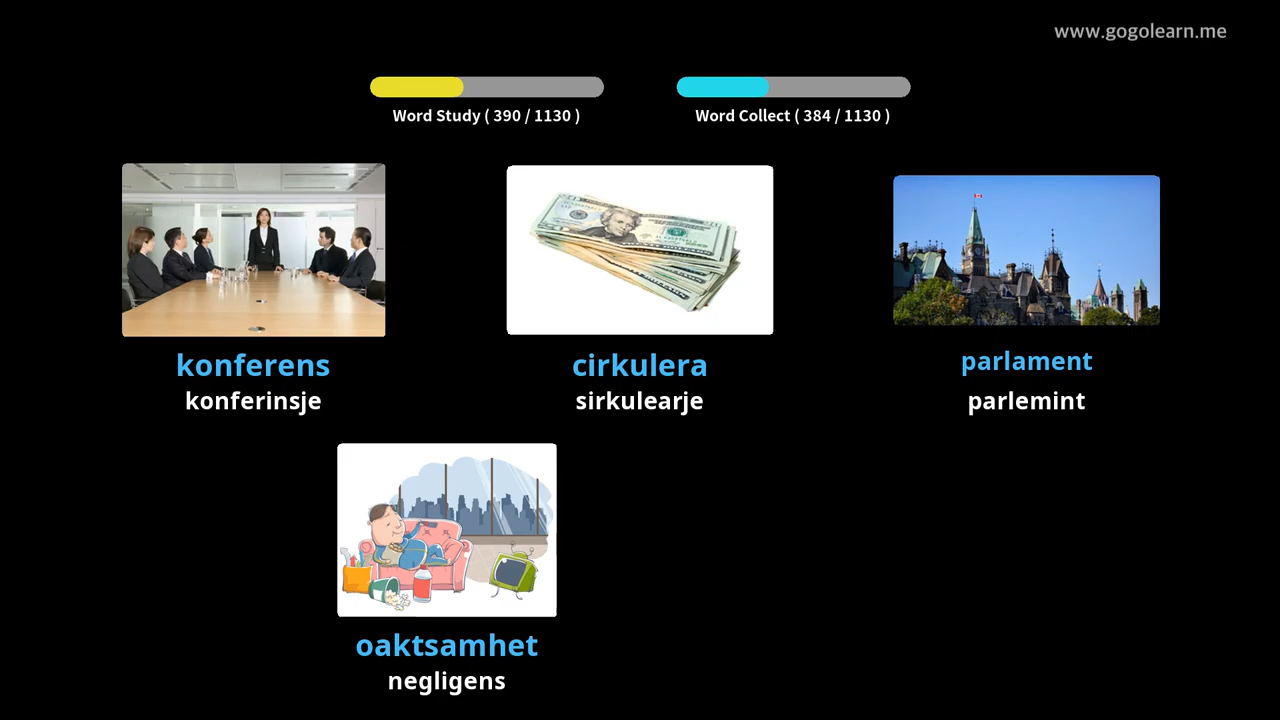 www.gogolearn.me
Word Study ( 390 / 1130 )
Word Collect ( 384 / 1130 )
konferens
konferinsje
cirkulera
sirkulearje
parlament
parlemint
oaktsamhet
negligens